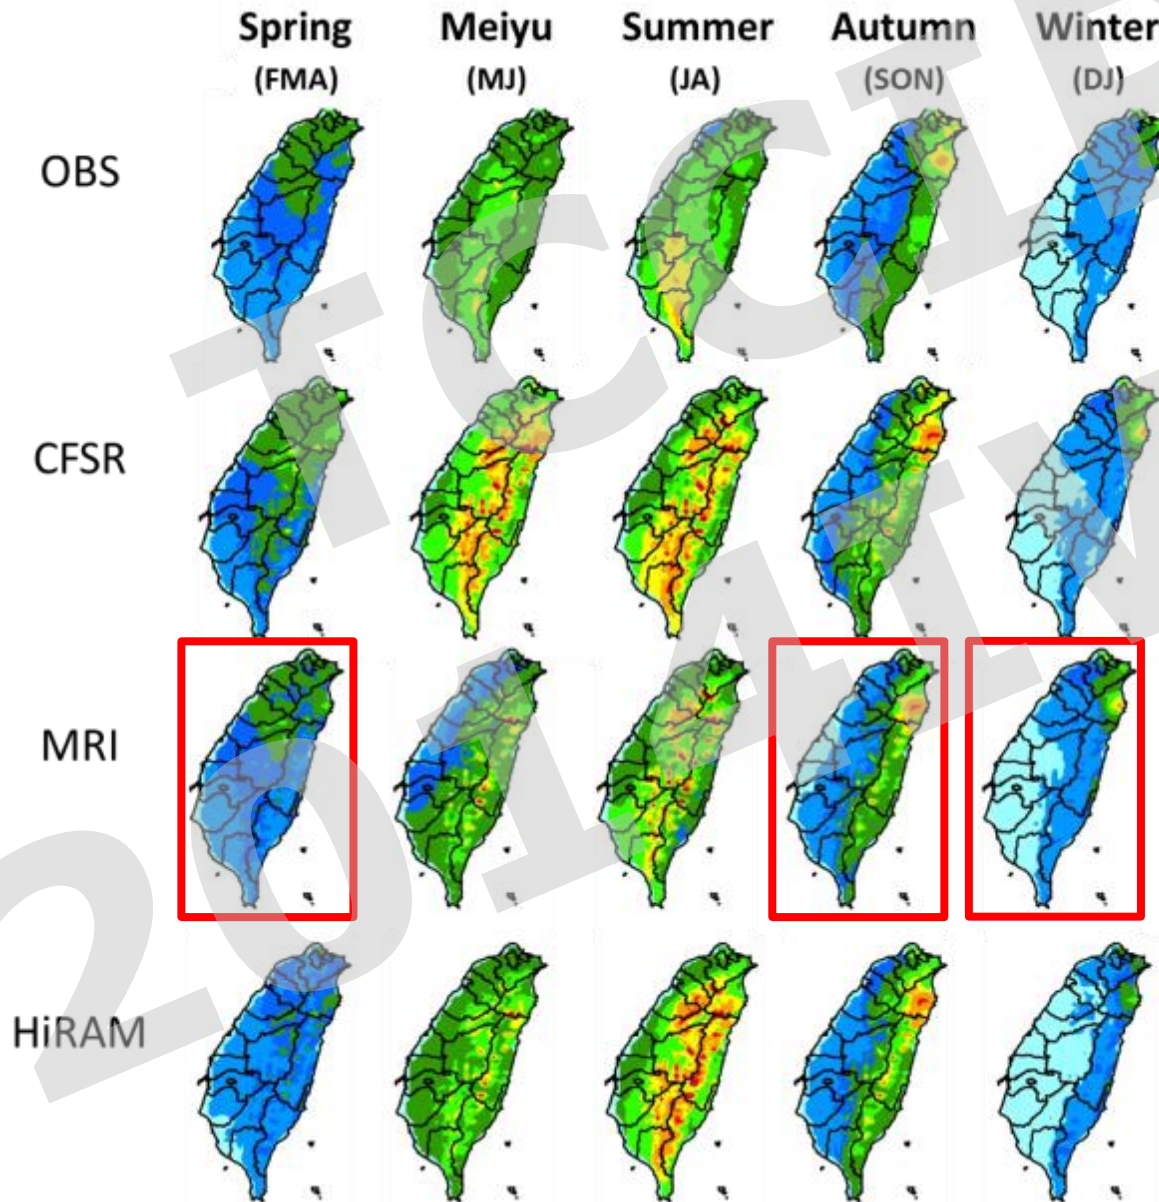 Spring Meiyu Summer Autumn Winter
(FMA) (MJ) (JA) (SON) (DJ)
OBS
CFSR
MRI
HiRAM